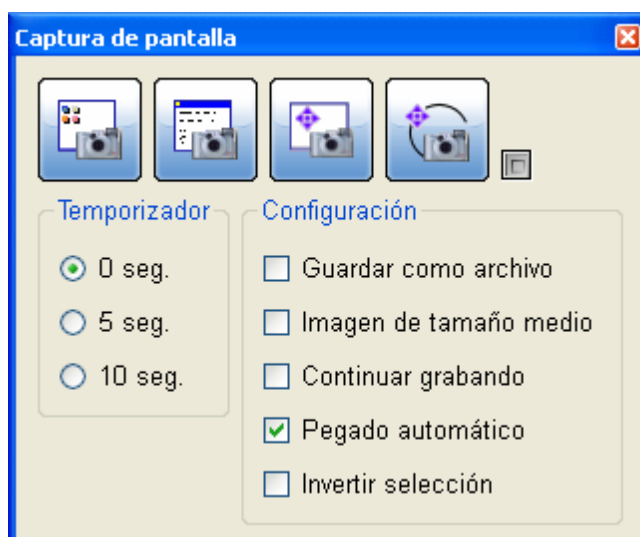 Captura de pantalla
Temporizador
0 seg.
5 seg.
10 seg.
Configuración
Guardar como archivo
Imagen de tamaño medio
Continuar grabando
Pegado automático
Invertir selección